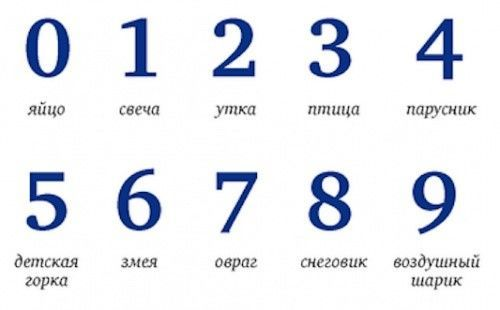 0 1 2 3 4
яйцо свеча утка птица парусник
5 6 7 8 9
детская змея овраг снеговик воздушный
горка шарик